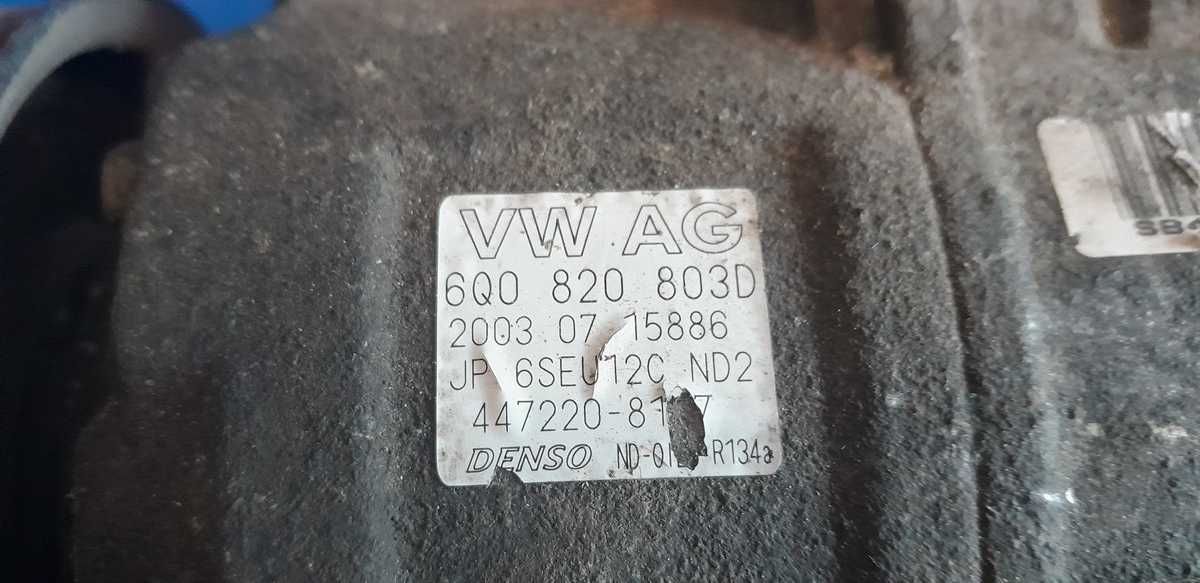 VW AG
6Q0 820 803D
2003 07 15886
JP 6SEU12C ND2
DENSO R134a